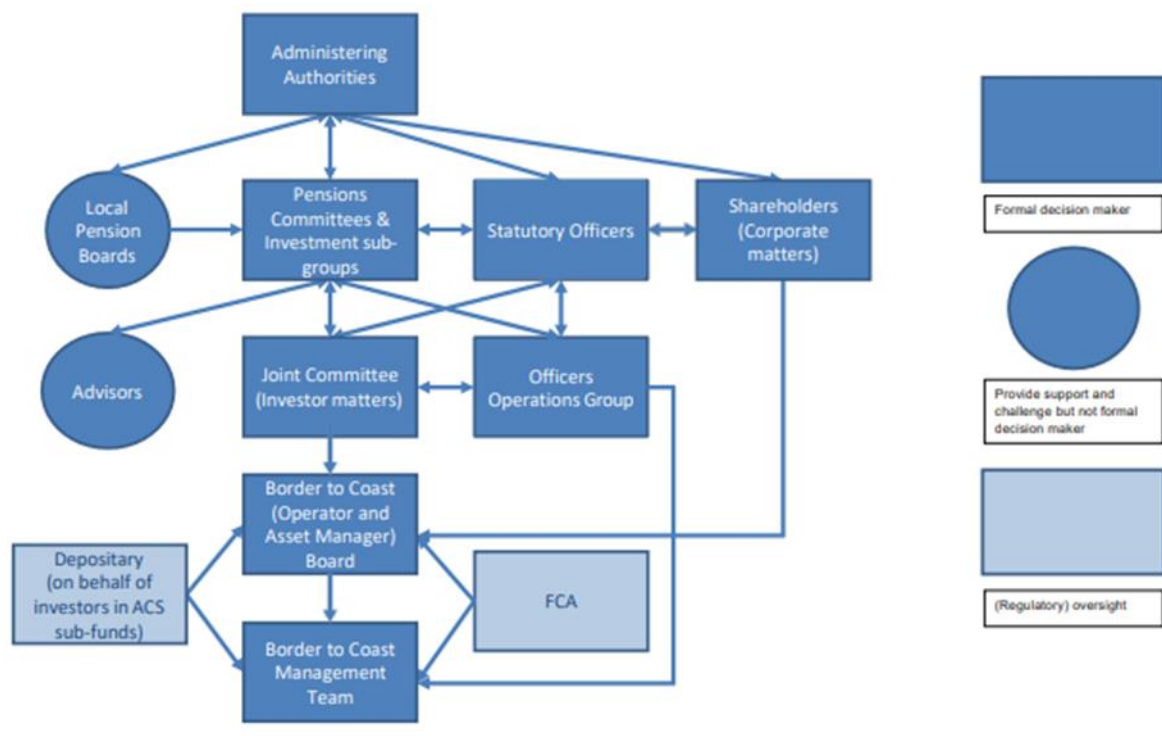 Administering
Authorities
Local
Pension
Boards
Pensions
Committees &
Investment sub-
groups
Statutory Officers
Shareholders
(Corporate
matters)
Advisors
Joint Committee
(Investor matters)
Officers
Operations Group
Border to Coast
(Operator and
Asset Manager)
Board
Depositary
(on behalf of
investors in ACS
sub-funds)
FCA
Border to Coast
Management
Team
Formal decision maker
Provide support and
challenge but not formal
decision maker
(Regulatory) oversight